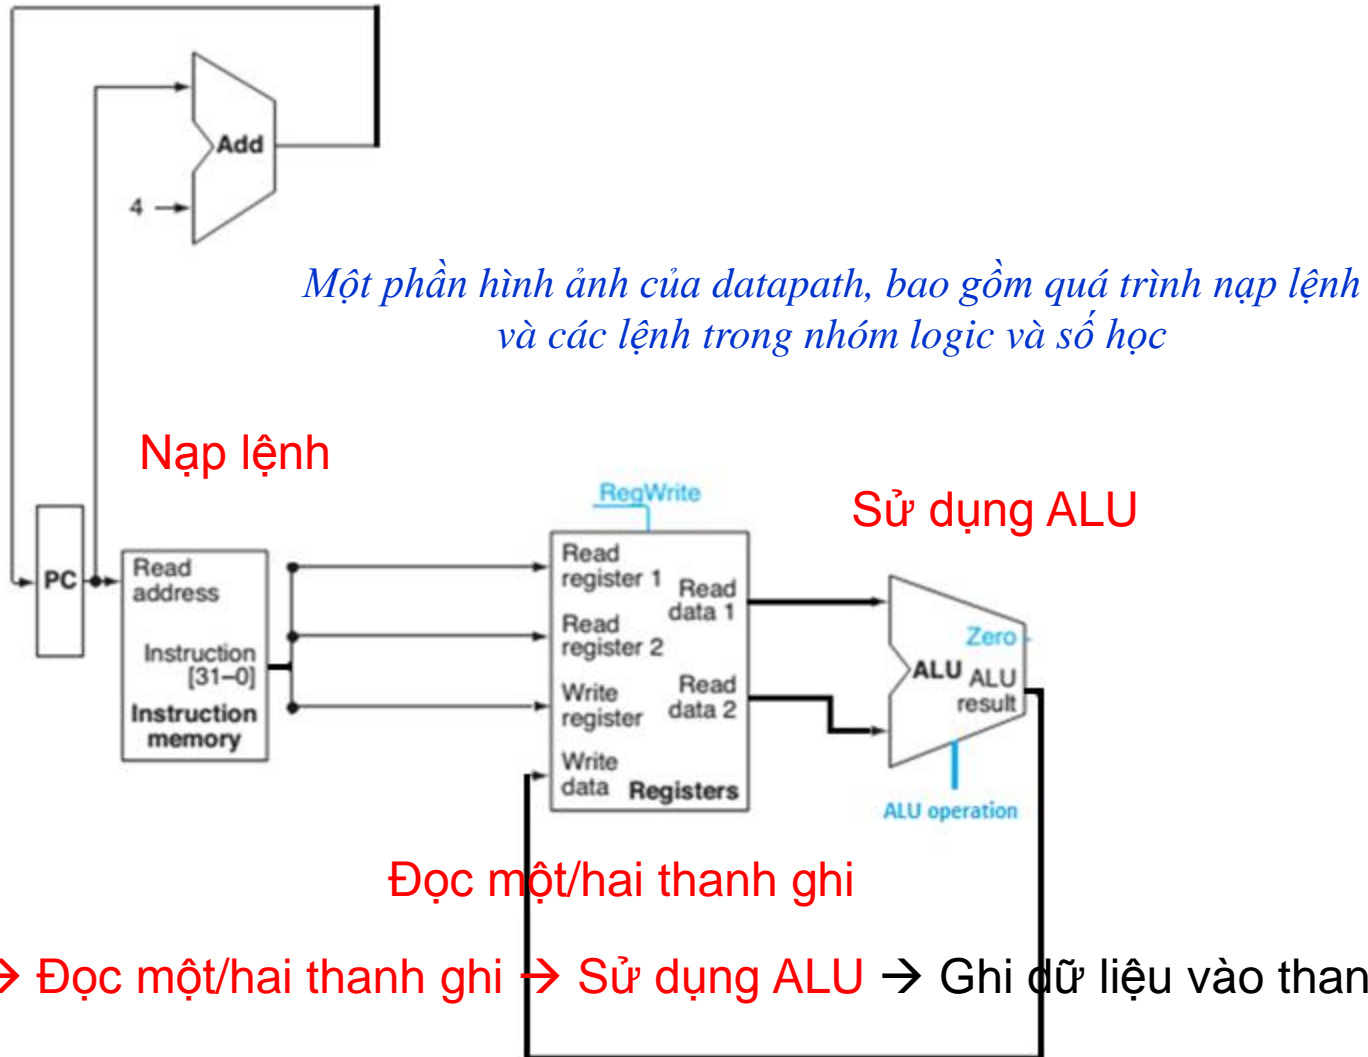 Add
4
Một phần hình ảnh của datapath, bao gồm quá trình nạp lệnh
và các lệnh trong nhóm logic và số học
Nạp lệnh
RegWrite
Sử dụng ALU
PC
Read
address
Instruction
[31–0]
Instruction
memory
Read
register 1
Read
data 1
Read
register 2
Write
register
Read
data 2
Write
data
Registers
Zero
ALU
ALU
result
ALU operation
Đọc một/hai thanh ghi
→ Đọc một/hai thanh ghi → Sử dụng ALU → Ghi dữ liệu vào than